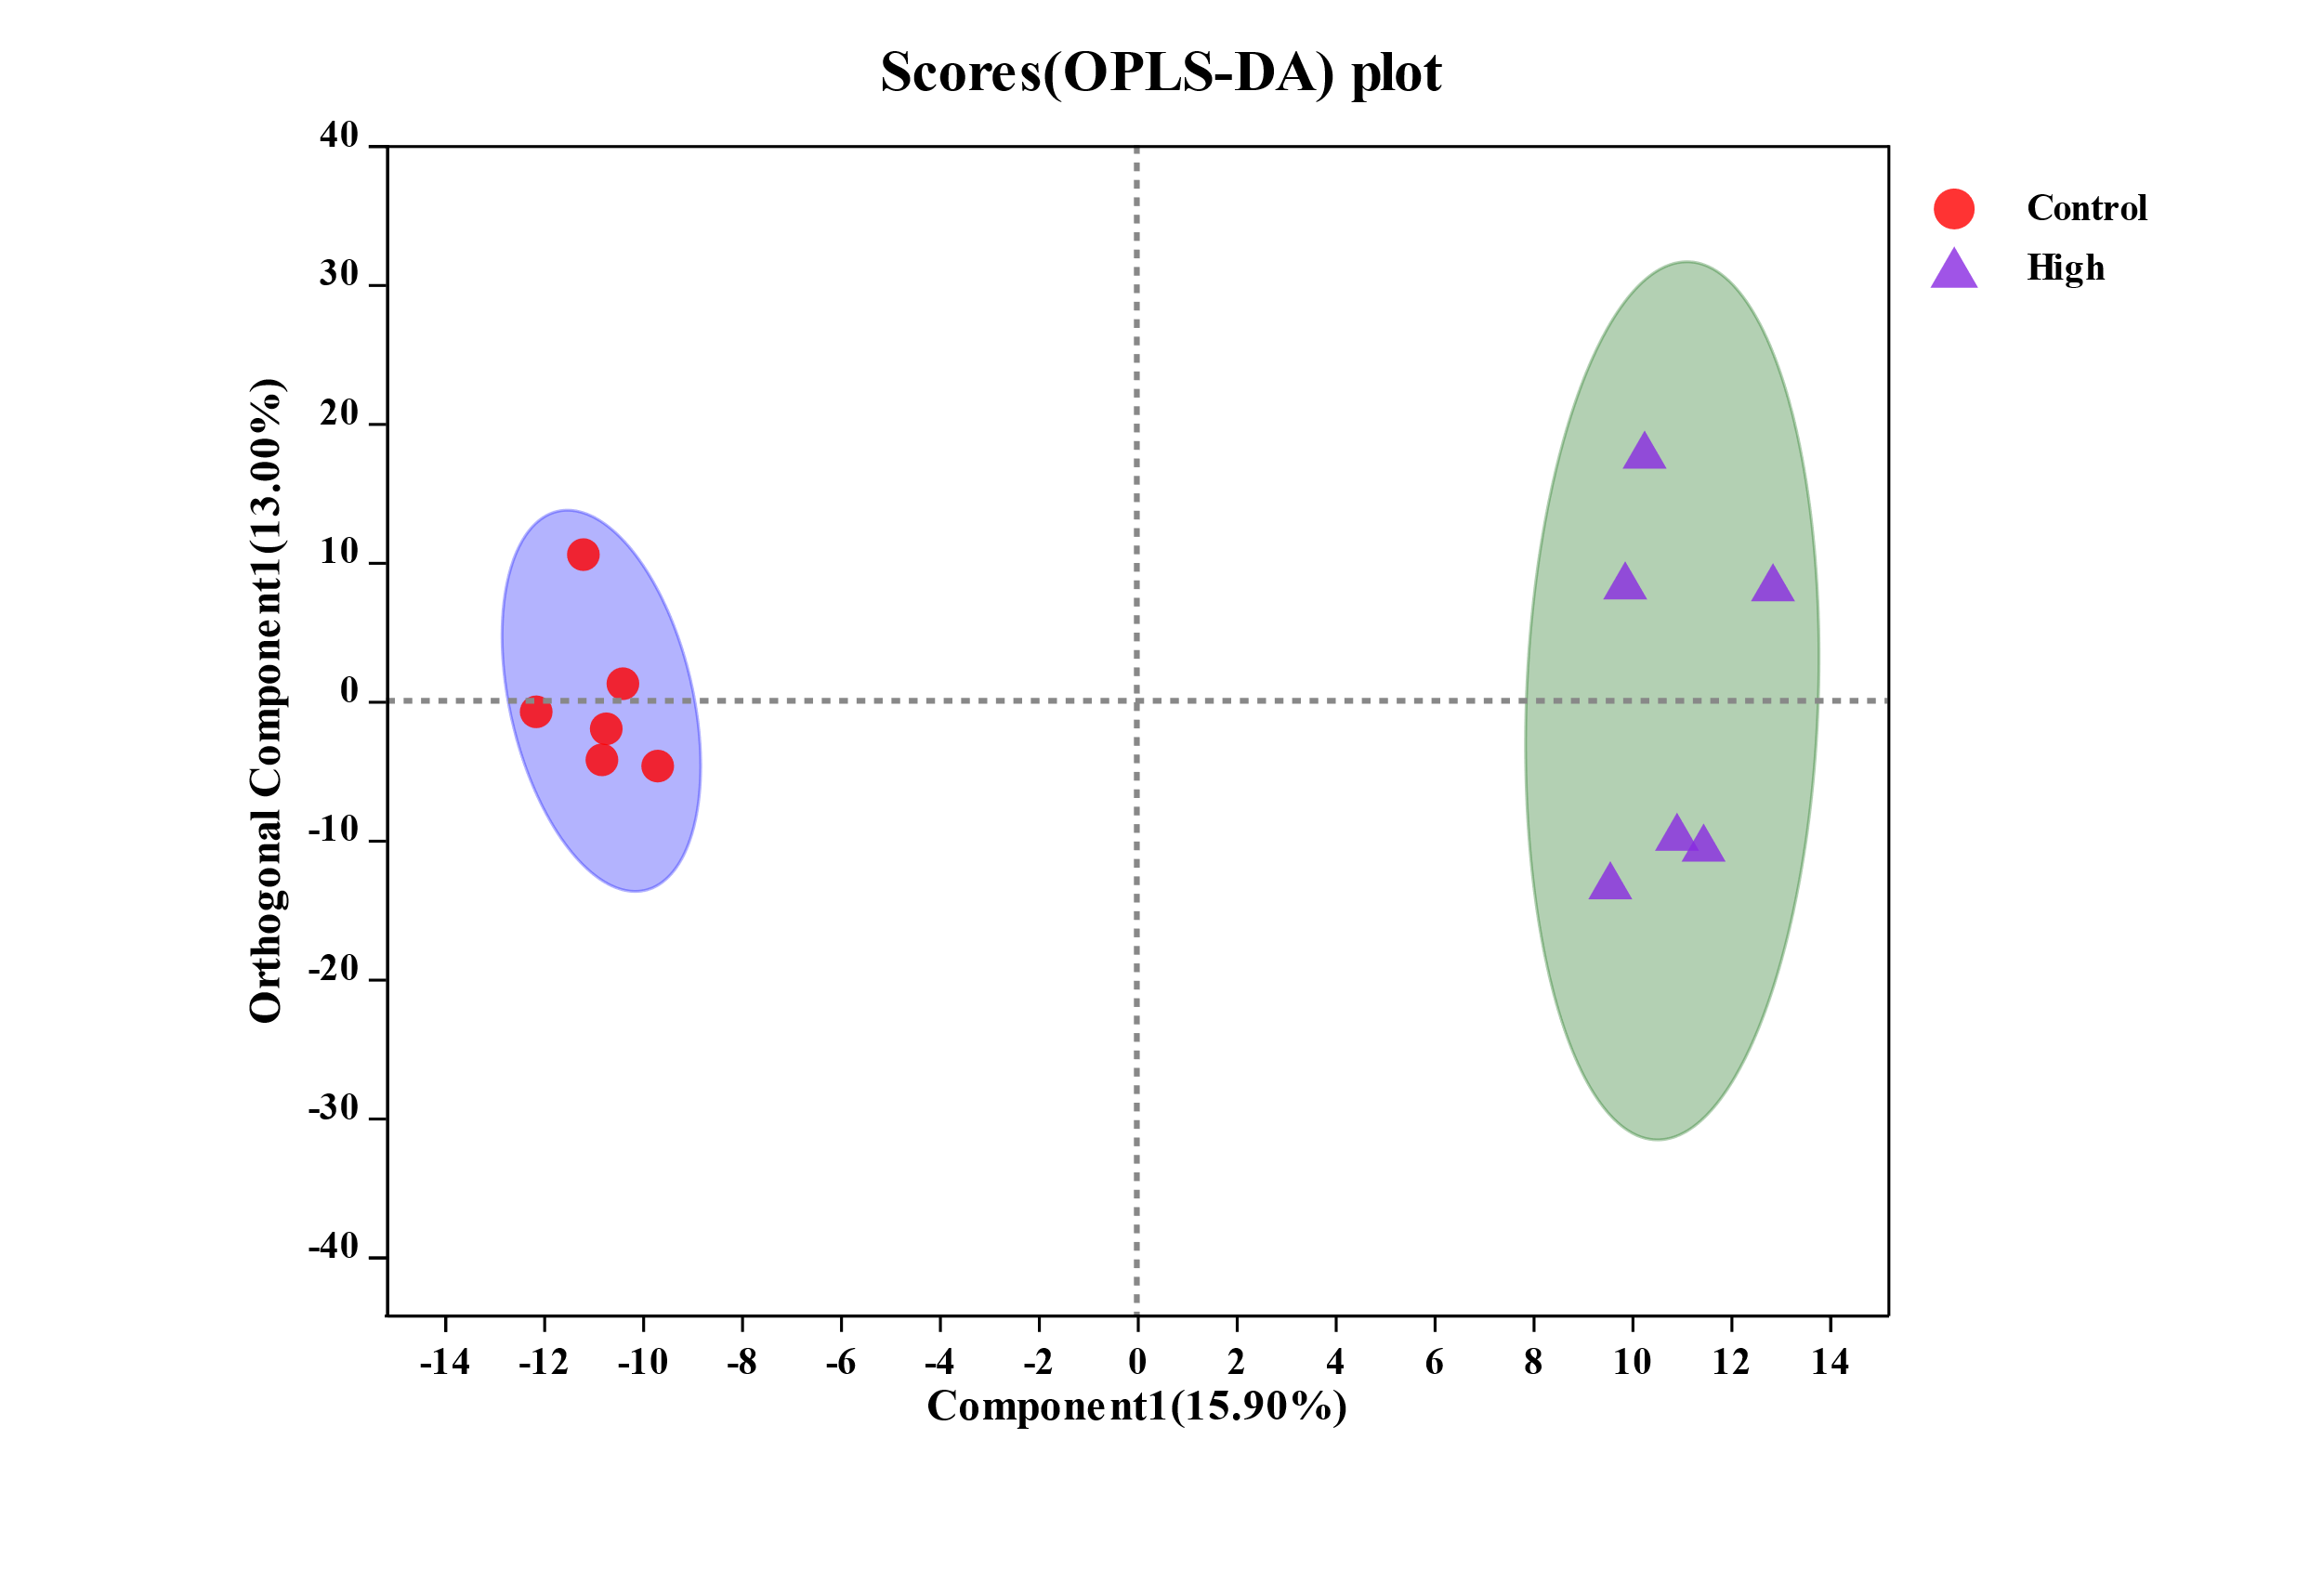 Scores(OPLS-DA) plot
40
30
20
10
0
-10
-20
-30
-40
Orthogonal Component1(13.00%)
-14 -12 -10 -8 -6 -4 -2 0 2 4 6 8 10 12 14
Component1(15.90%)
Control
High